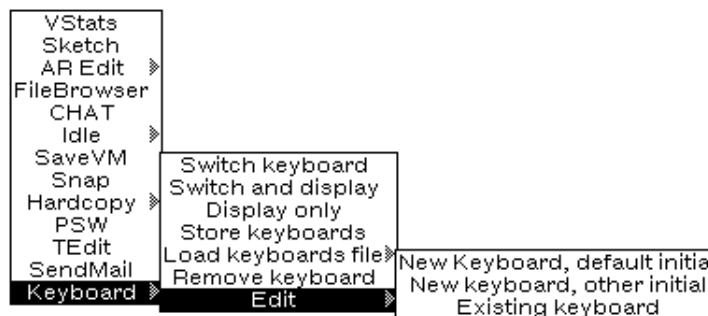 VStats
Sketch
AR Edit
FileBrowser
CHAT
Idle
SaveVM
Snap
Hardcopy
PSW
TEdit
SendMail
Keyboard
Switch keyboard
Switch and display
Display only
Store keyboards
Load keyboards file
Remove keyboard
Edit
New Keyboard, default initia
New keyboard, other initial
Existing keyboard